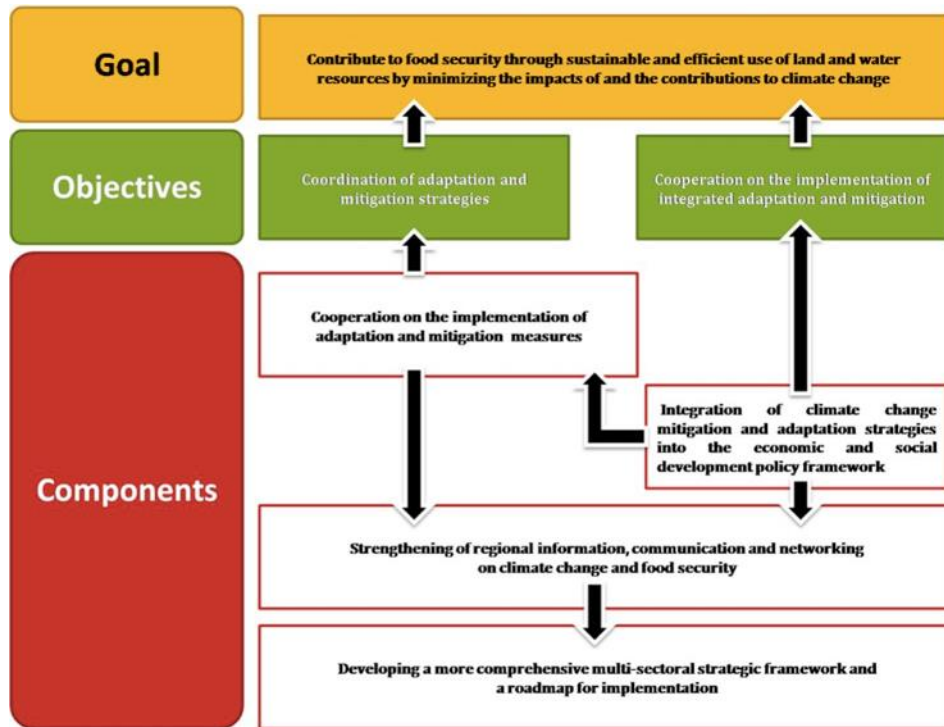 Goal
Contribute to food security through sustainable and efficient use of land and water
resources by minimizing the impacts of and the contributions to climate change
Objectives
Coordination of adaptation and
mitigation strategies
Cooperation on the implementation of
integrated adaptation and mitigation
Components
Cooperation on the implementation of
adaptation and mitigation measures
Integration of climate change
mitigation and adaptation strategies
into the economic and social
development policy framework
Strengthening of regional information, communication and networking
on climate change and food security
Developing a more comprehensive multi-sectoral strategic framework and
a roadmap for implementation